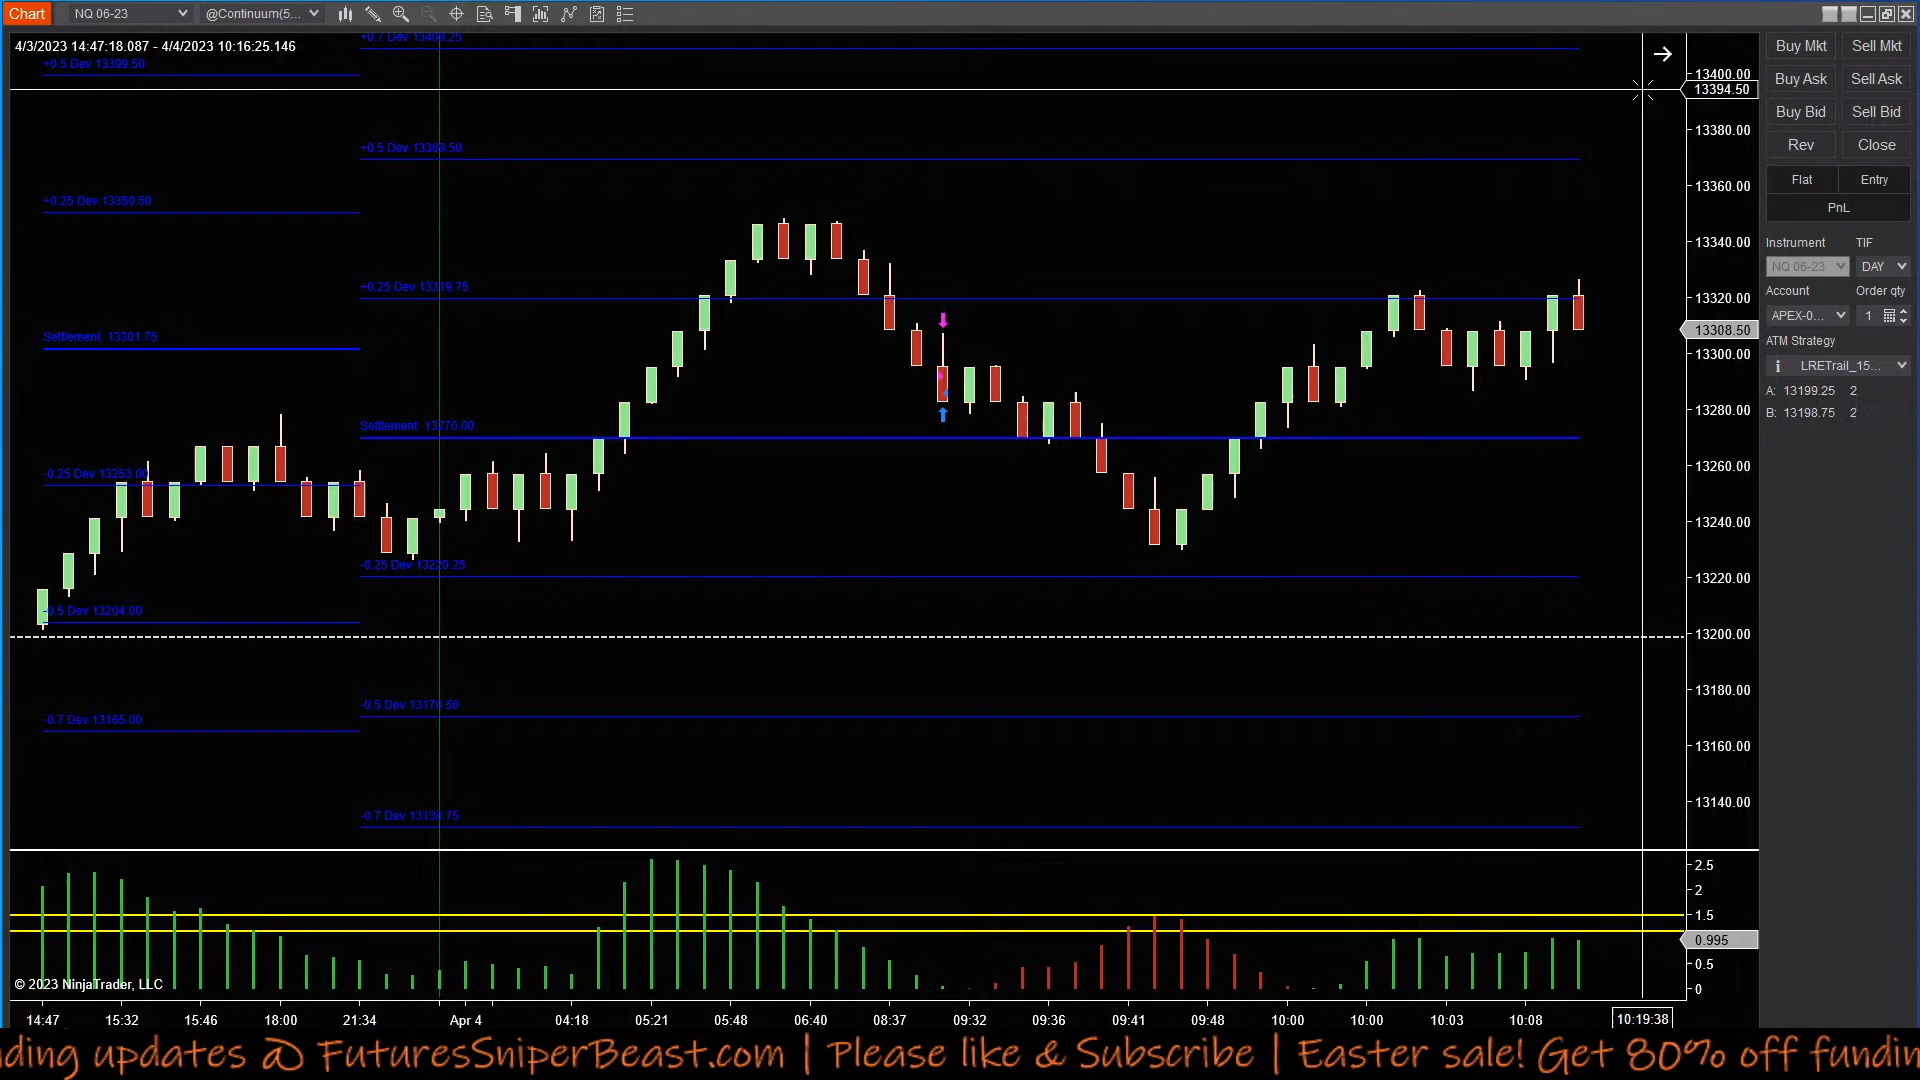 Chart
NQ 06-23
@Continuum(5...
4/3/2023 14:47:18.087 - 4/4/2023 10:16:25.146
+0.7 Dev 13409.25
+0.5 Dev 13399.50
+0.5 Dev 13369.50
+0.25 Dev 13350.50
+0.25 Dev 13319.75
Settlement 13301.75
Settlement 13270.00
-0.25 Dev 13253.00
-0.25 Dev 13220.25
-0.5 Dev 13204.00
-0.5 Dev 13170.50
-0.7 Dev 13165.00
-0.7 Dev 13130.75
13400.00
13394.50
13380.00
13360.00
13340.00
13320.00
13308.50
13300.00
13280.00
13260.00
13240.00
13220.00
13200.00
13180.00
13160.00
13140.00
2.5
2
1.5
0.995
0.5
0
© 2023 NinjaTrader, LLC
14:47 15:32 15:46 18:00 21:34 Apr 4 04:18 05:21 05:48 06:40 08:37 09:32 09:36 09:41 09:48 10:00 10:00 10:03 10:08 10:19:38
Buy Mkt Sell Mkt
Buy Ask Sell Ask
Buy Bid Sell Bid
Rev Close
Flat Entry
PnL
Instrument TIF
NQ 06-23 DAY
Account Order qty
APEX-0... 1
ATM Strategy
LRETrail_15...
A: 13199.25 2
B: 13198.75 2
nding updates @ FuturesSniperBeast.com | Please like & Subscribe | Easter sale! Get 80% off fundin